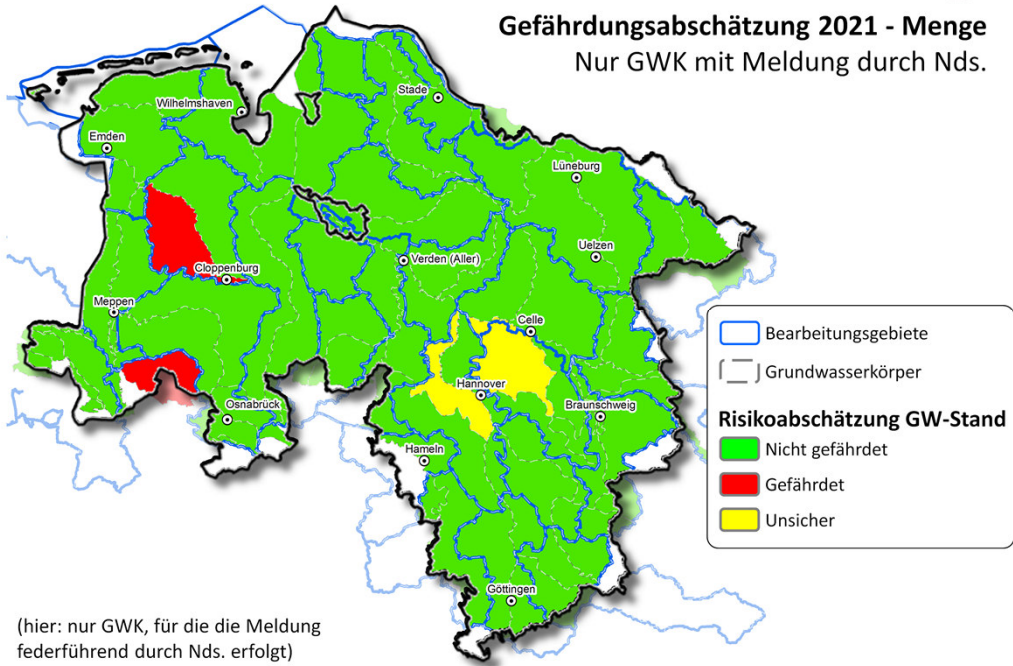 Gefährdungsabschätzung 2021 - Menge
Nur GWK mit Meldung durch Nds.
Stade
Wilhelmshaven
Emden
Lüneburg
Uelzen
Verden (Aller)
Cloppenburg
Meppen
Celle
Hannover
Braunschweig
Osnabrück
Hameln
Göttingen
Bearbeitungsgebiete
Grundwasserkörper
Risikoabschätzung GW-Stand
Nicht gefährdet
Gefährdet
Unsicher
(hier: nur GWK, für die die Meldung
federführend durch Nds. erfolgt)